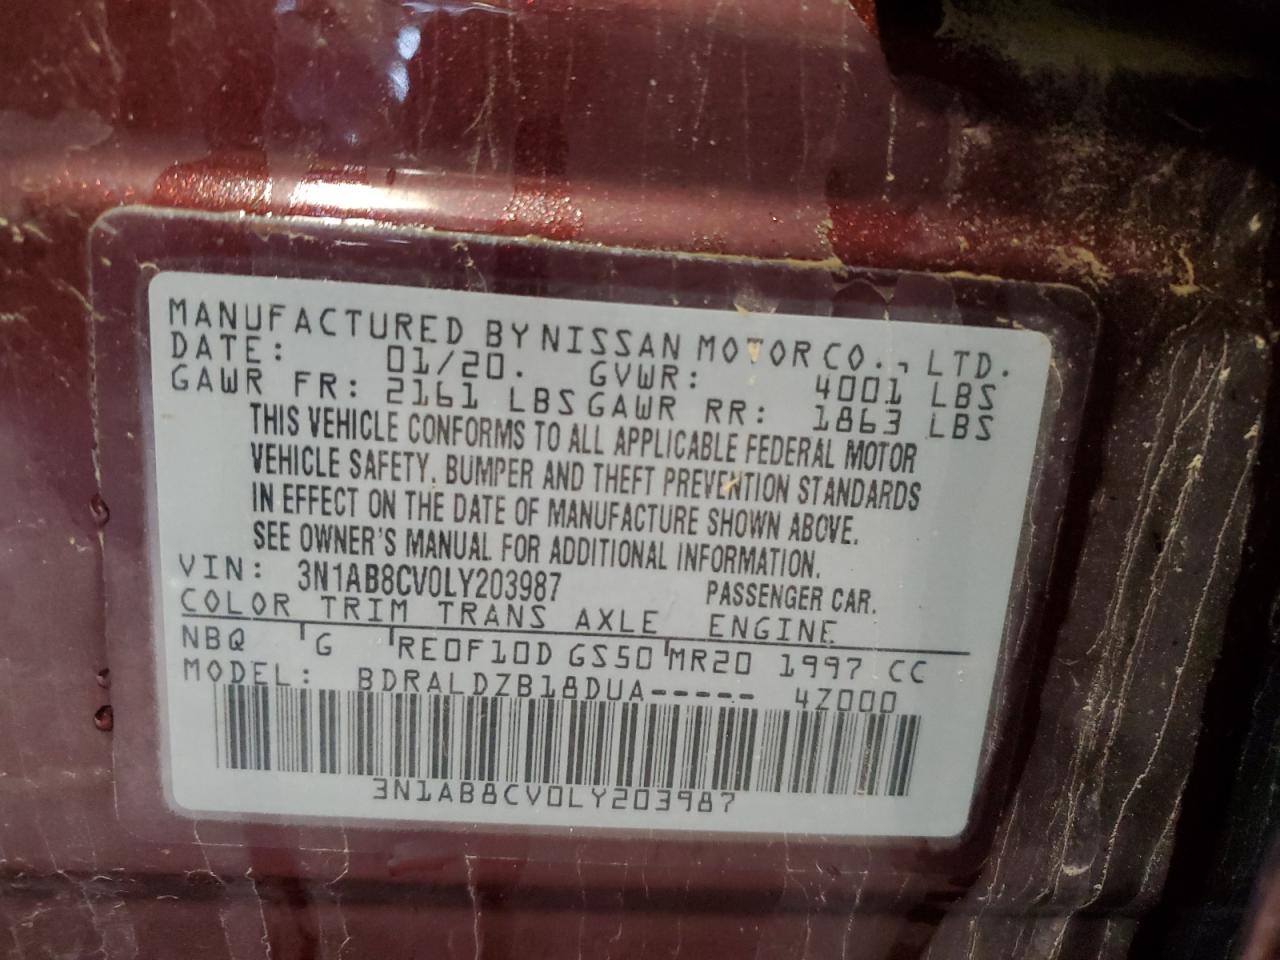 MANUFACTURED BY NISSAN MOTOR CO., LTD.
DATE: 01/20. GVWR: 4001 LBS
GAWR FR: 2161 LBS GAWR RR: 1863 LBS
THIS VEHICLE CONFORMS TO ALL APPLICABLE FEDERAL MOTOR
VEHICLE SAFETY, BUMPER AND THEFT PREVENTION STANDARDS
IN EFFECT ON THE DATE OF MANUFACTURE SHOWN ABOVE.
SEE OWNER'S MANUAL FOR ADDITIONAL INFORMATION.
VIN: 3N1AB8CV0LY203987 PASSENGER CAR.
COLOR TRIM TRANS AXLE ENGINE
NBQ G RE0F10D GS50 MR20 1997 CC
MODEL: BDRALDZB18DUA----- 4Z000
3N1AB8CV0LY203987